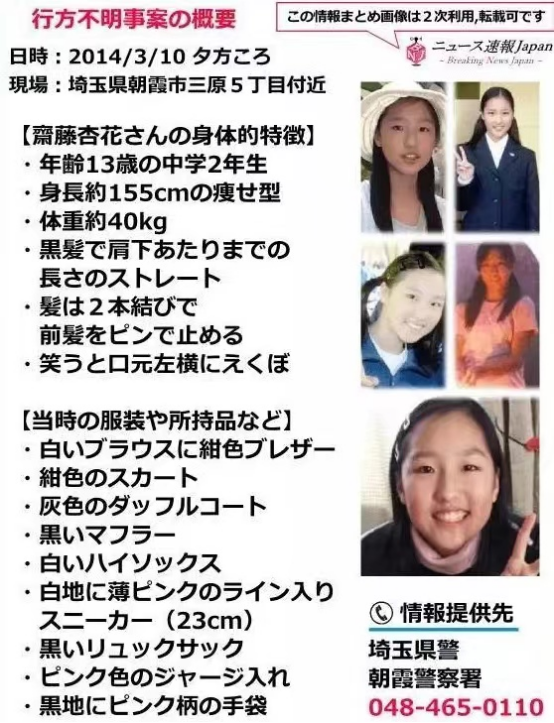 行方不明事案の概要
この情報まとめ画像は２次利用,転載可です
ニュース速報Japan
- Breaking News Japan -
日時：2014/3/10 夕方ころ
現場：埼玉県朝霞市三原５丁目付近
【齋藤杏花さんの身体的特徴】
・年齢13歳の中学2年生
・身長約155cmの痩せ型
・体重約40kg
・黒髪で肩下あたりまでの
長さのストレート
・髪は２本結びで
前髪をピンで止める
・笑うと口元左横にえくぼ
【当時の服装や所持品など】
・白いブラウスに紺色ブレザー
・紺色のスカート
・灰色のダッフルコート
・黒いマフラー
・白いハイソックス
・白地に薄ピンクのライン入り
スニーカー（23cm）
・黒いリュックサック
・ピンク色のジャージ入れ
・黒地にピンク柄の手袋
情報提供先
埼玉県警
朝霞警察署
048-465-0110